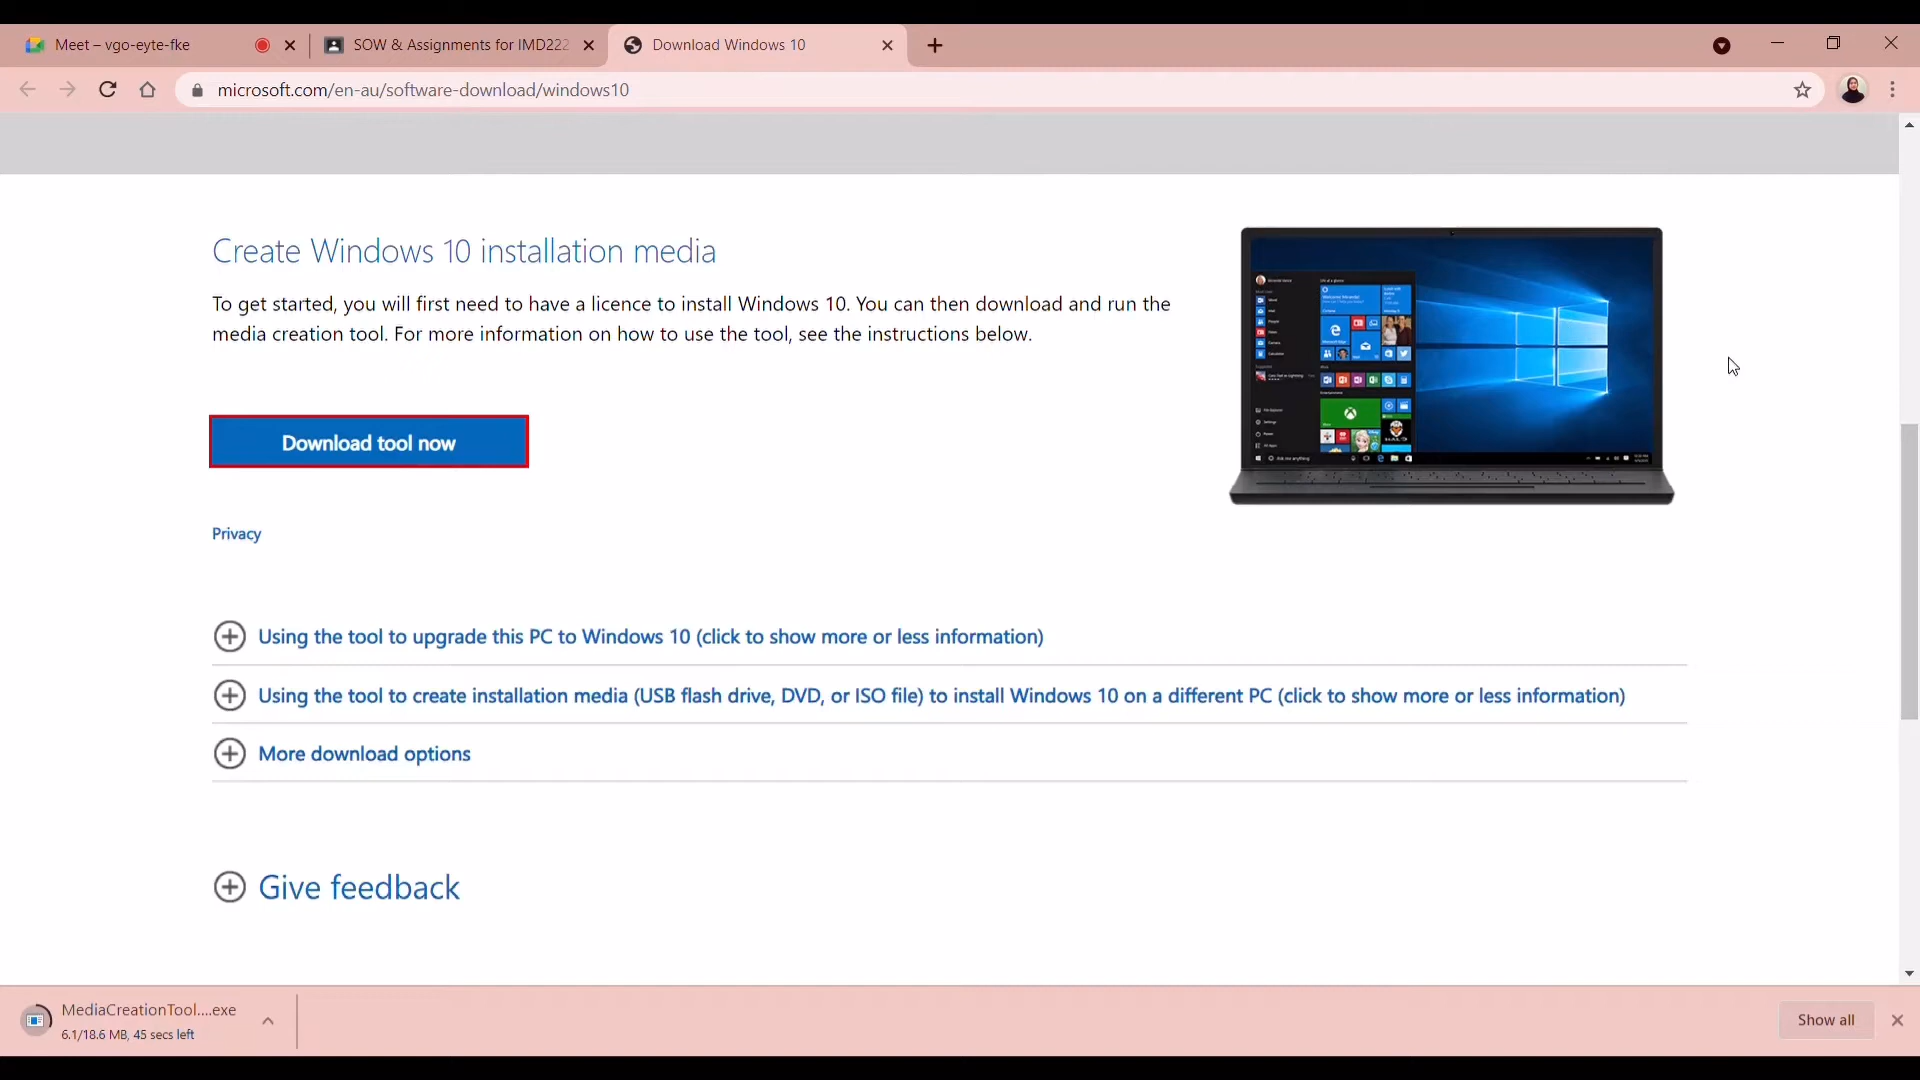 Meet – vgo-eyte-fke
SOW & Assignments for IMD222
Download Windows 10
microsoft.com/en-au/software-download/windows10
Create Windows 10 installation media
To get started, you will first need to have a licence to install Windows 10. You can then download and run the
media creation tool. For more information on how to use the tool, see the instructions below.
Download tool now
Privacy
Using the tool to upgrade this PC to Windows 10 (click to show more or less information)
Using the tool to create installation media (USB flash drive, DVD, or ISO file) to install Windows 10 on a different PC (click to show more or less information)
More download options
Give feedback
MediaCreationTool....exe
6.1/18.6 MB, 45 secs left
Show all